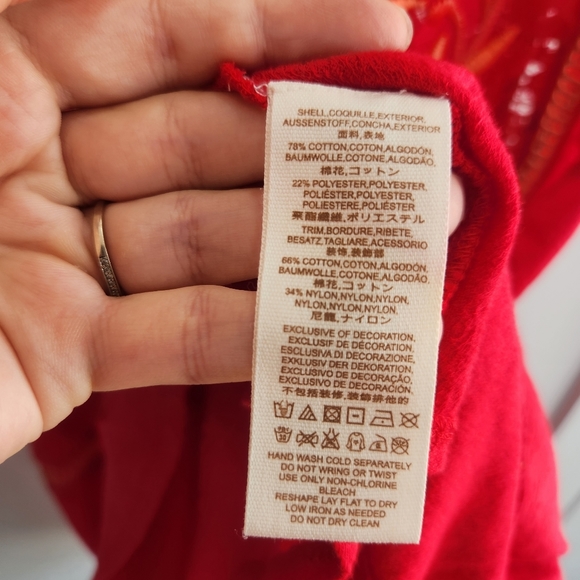 SHELL,COQUILLE,EXTERIOR.
AUSSENSTOFF,CONCHA,EXTERIOR
面料,表地
78% COTTON,COTON,ALGODÓN.
BAUMWOLLE,COTONE,ALGODÃO.
棉花,コットン
22% POLYESTER,POLYESTER.
POLIÉSTER,POLYESTER,
POLIESTERE,POLIÉSTER
聚酯纖维,ポリエステル
TRIM,BORDURE,RIBETE,
BESATZ,TAGLIARE,ACESSÓRIO
装饰,装飾部
66% COTTON,COTON,ALGODÓN.
BAUMWOLLE,COTONE,ALGODÃO.
棉花,コットン
34% NYLON,NYLON,NYLON,
NYLON,NYLON,NYLON,
尼龍,ナイロン
EXCLUSIVE OF DECORATION.
EXCLUSIF DE DÉCORATION.
ESCLUSIVA DI DECORAZIONE.
EXKLUSIV DER DEKORATION.
EXCLUSIVO DE DECORAÇÃO.
EXCLUSIVO DE DECORACIÓN.
不包括装饰,装飾排他的
HAND WASH COLD SEPARATELY
DO NOT WRING OR TWIST
USE ONLY NON-CHLORINE
BLEACH
RESHAPE LAY FLAT TO DRY
LOW IRON AS NEEDED
DO NOT DRY CLEAN